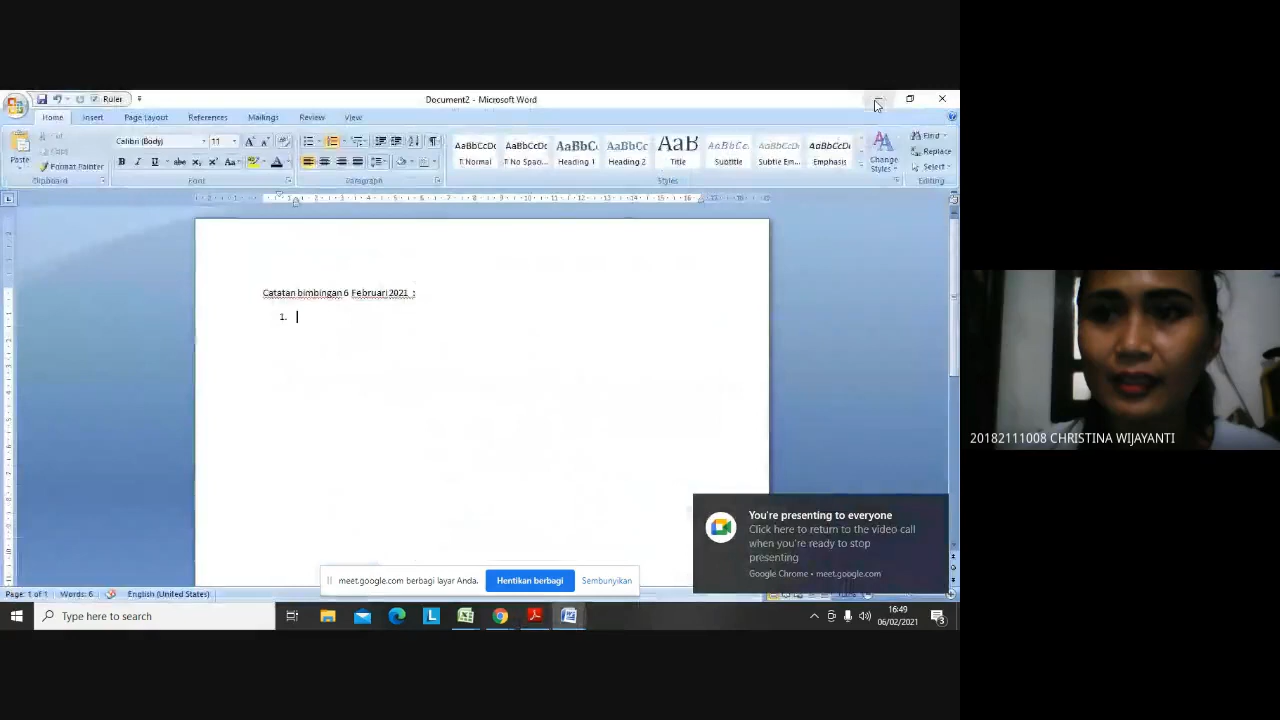 Ruler
Document2 - Microsoft Word
Home Insert Page Layout References Mailings Review View
Calibri (Body) 11
Paste
Format Painter
Clipboard Font Paragraph Styles Editing
AaBbCcDc AaBbCcDc AaBbC AaBbCc AaB AaBbCc. AaBbCcD. AaBbCcD.
¶ Normal ¶ No Spac... Heading 1 Heading 2 Title Subtitle Subtle Em... Emphasis
Change Styles
Find
Replace
Select
Catatan bimbingan 6 Februari 2021 :
1.
20182111008 CHRISTINA WIJAYANTI
You're presenting to everyone
Click here to return to the video call
when you're ready to stop
presenting
Google Chrome • meet.google.com
meet.google.com berbagi layar Anda. Hentikan berbagi Sembunyikan
Page: 1 of 1 Words: 6 English (United States)
Type here to search
16:49
06/02/2021
3